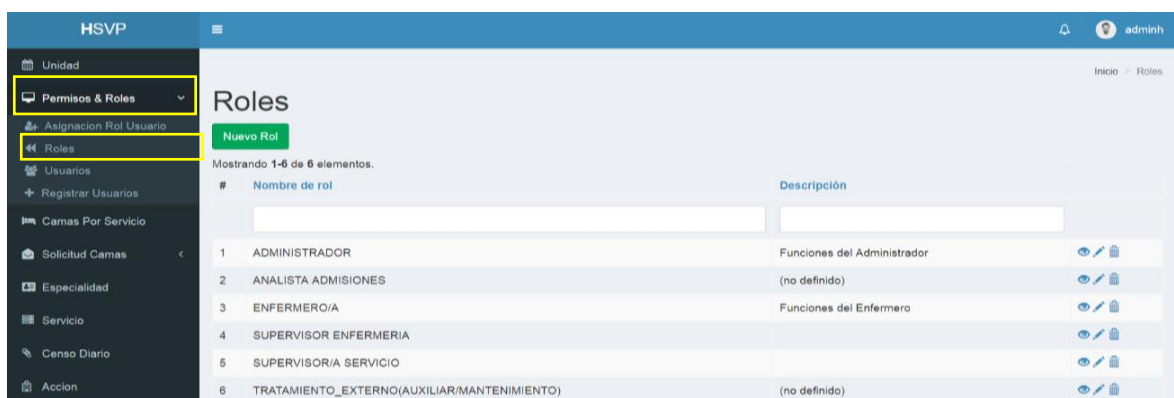 HSVP
adminh
Unidad
Inicio > Roles
Permisos & Roles
Roles
Asignacion Rol Usuario
Nuevo Rol
Roles
Mostrando 1-6 de 6 elementos.
Usuarios
# Nombre de rol Descripción
Registrar Usuarios
Camas Por Servicio
Solicitud Camas
1 ADMINISTRADOR Funciones del Administrador
2 ANALISTA ADMISIONES (no definido)
Especialidad
3 ENFERMERO/A Funciones del Enfermero
Servicio
4 SUPERVISOR ENFERMERIA
Censo Diario
5 SUPERVISOR/A SERVICIO
Accion
6 TRATAMIENTO_EXTERNO(AUXILIAR/MANTENIMIENTO) (no definido)